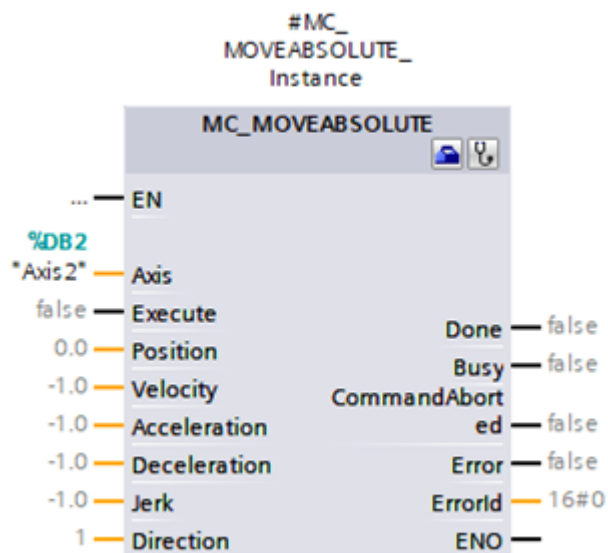 #MC_
MOVEABSOLUTE_
Instance
MC_MOVEABSOLUTE
... EN
%DB2
"Axis2" Axis
false Execute
Done false
0.0 Position
Busy false
-1.0 Velocity
CommandAbort
-1.0 Acceleration
ed false
-1.0 Deceleration
Error false
-1.0 Jerk
ErrorId 16#0
1 Direction
ENO